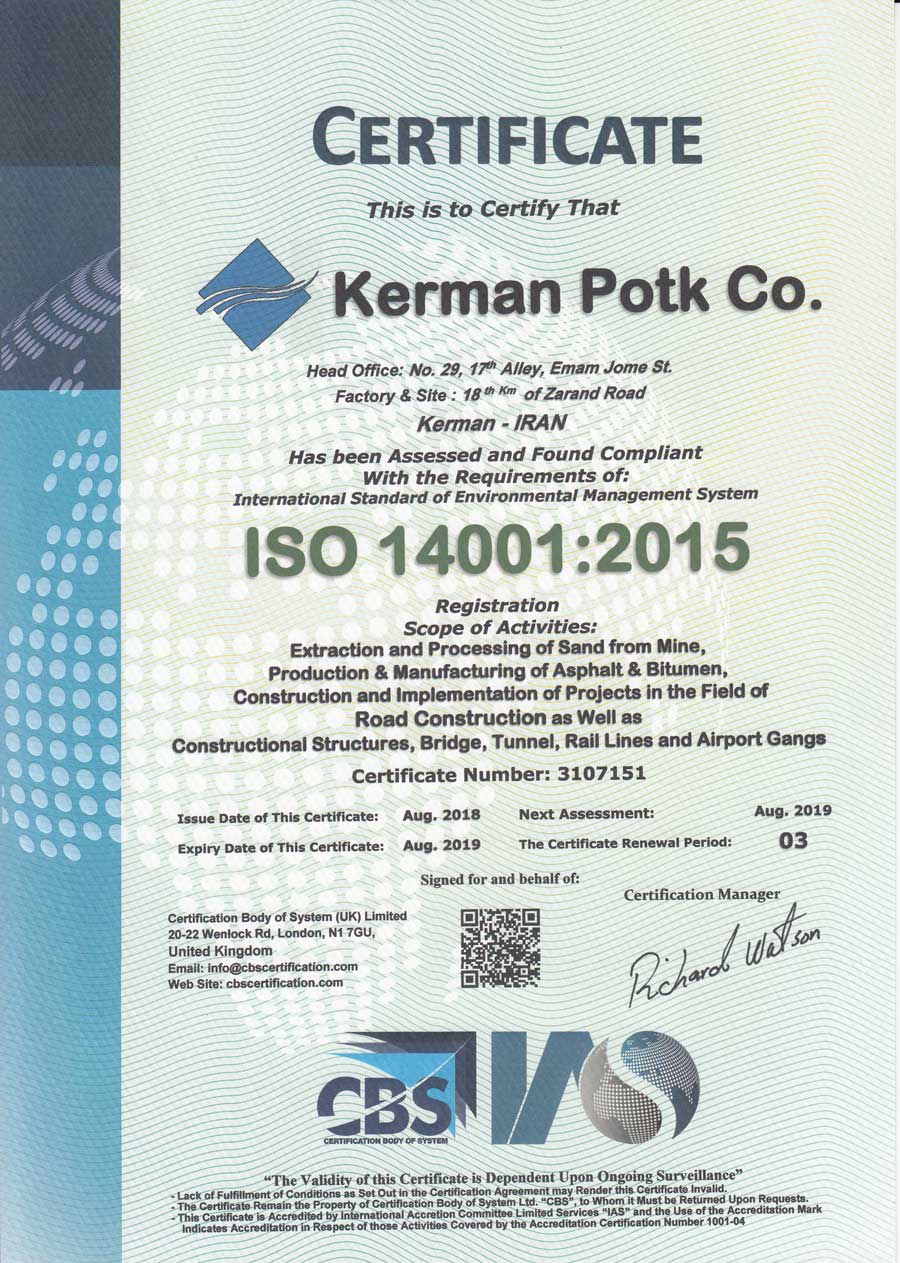 CERTIFICATE
This is to Certify That
Kerman Potk Co.
Head Office: No. 29, 17th Alley, Emam Jome St.
Factory & Site : 18th Km of Zarand Road
Kerman - IRAN
Has been Assessed and Found Compliant
With the Requirements of:
International Standard of Environmental Management System
ISO 14001:2015
Registration
Scope of Activities:
Extraction and Processing of Sand from Mine,
Production & Manufacturing of Asphalt & Bitumen,
Construction and Implementation of Projects in the Field of
Road Construction as Well as
Constructional Structures, Bridge, Tunnel, Rail Lines and Airport Gangs
Certificate Number: 3107151
Issue Date of This Certificate: Aug. 2018 Next Assessment: Aug. 2019
Expiry Date of This Certificate: Aug. 2019 The Certificate Renewal Period: 03
Signed for and behalf of:
Certification Manager
Certification Body of System (UK) Limited
20-22 Wenlock Rd, London, N1 7GU,
United Kingdom
Email: info@cbscertification.com
Web Site: cbscertification.com
Richard Watson
CBS
CERTIFICATION BODY OF SYSTEM
IAS
“The Validity of this Certificate is Dependent Upon Ongoing Surveillance”
- Lack of Fulfillment of Conditions as Set Out in the Certification Agreement may Render this Certificate Invalid.
- The Certificate Remain the Property of Certification Body of System Ltd. "CBS", to Whom it Must be Returned Upon Requests.
- This Certificate is Accredited by International Accretion Committee Limited Services "IAS" and the Use of the Accreditation Mark
Indicates Accreditation in Respect of those Activities Covered by the Accreditation Certification Number 1001-04